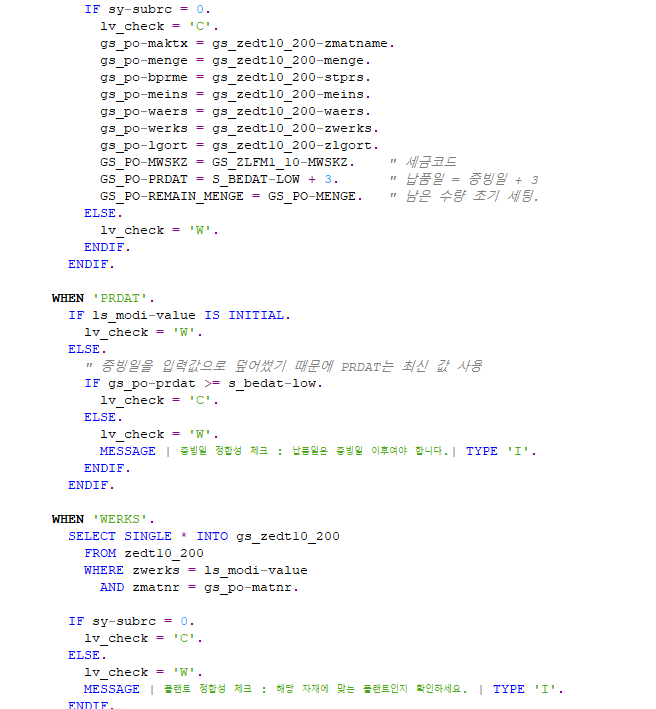 IF sy-subrc = 0.
lv_check = 'C'.
gs_po-maktx = gs_zedt10_200-zmatname.
gs_po-menge = gs_zedt10_200-menge.
gs_po-bprme = gs_zedt10_200-stprs.
gs_po-meins = gs_zedt10_200-meins.
gs_po-waers = gs_zedt10_200-waers.
gs_po-werks = gs_zedt10_200-zwerks.
gs_po-lgort = gs_zedt10_200-zlgort.
GS_PO-MWSKZ = GS_ZLFM1_10-MWSKZ. " 세금코드
GS_PO-PRDAT = S_BEDAT-LOW + 3. " 납품일 = 증빙일 + 3
GS_PO-REMAIN_MENGE = GS_PO-MENGE. " 남은 수량 초기 세팅.
ELSE.
lv_check = 'W'.
ENDIF.
ENDIF.
WHEN 'PRDAT'.
IF ls_modi-value IS INITIAL.
lv_check = 'W'.
ELSE.
" 증빙일을 입력값으로 덮어썼기 때문에 PRDAT는 최신 값 사용
IF gs_po-prdat >= s_bedat-low.
lv_check = 'C'.
ELSE.
lv_check = 'W'.
MESSAGE | 증빙일 정합성 체크 : 납품일은 증빙일 이후여야 합니다.| TYPE 'I'.
ENDIF.
ENDIF.
WHEN 'WERKS'.
SELECT SINGLE * INTO gs_zedt10_200
FROM zedt10_200
WHERE zwerks = ls_modi-value
AND zmatnr = gs_po-matnr.
IF sy-subrc = 0.
lv_check = 'C'.
ELSE.
lv_check = 'W'.
MESSAGE | 플랜트 정합성 체크 : 해당 자재에 맞는 플랜트인지 확인하세요. | TYPE 'I'.
ENDIF.